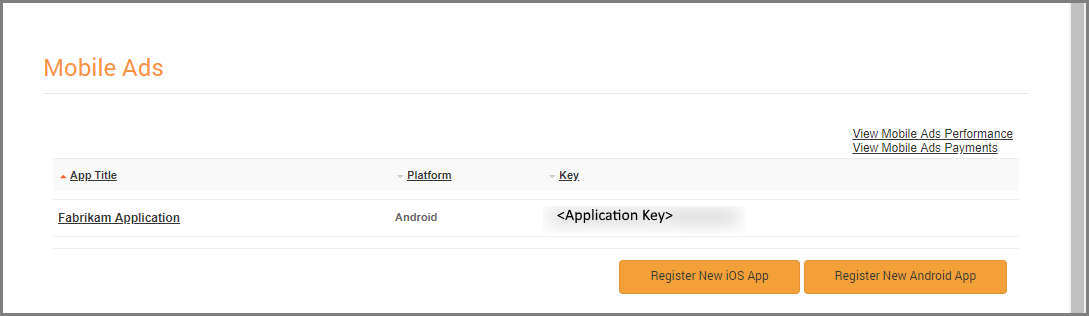 Mobile Ads
View Mobile Ads Performance
View Mobile Ads Payments
App Title Platform Key
Fabrikam Application Android <Application Key>
Register New iOS App Register New Android App